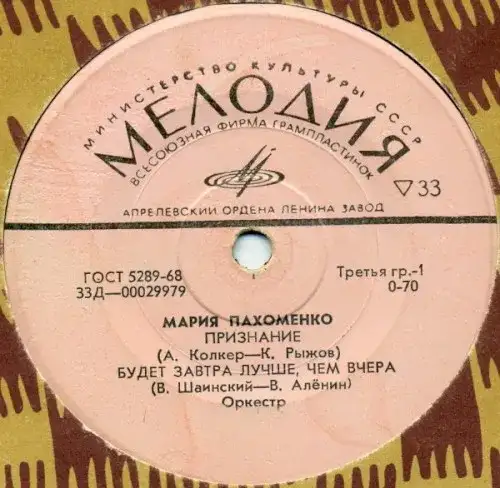 МИНИСТЕРСТВО КУЛЬТУРЫ СССР
МЕЛОДИЯ
ВСЕСОЮЗНАЯ ФИРМА ГРАМПЛАСТИНОК
▽33
АПРЕЛЕВСКИЙ ОРДЕНА ЛЕНИНА ЗАВОД
ГОСТ 5289-68
Третья гр.-1
33Д—00029979
0-70
МАРИЯ ПАХОМЕНКО
ПРИЗНАНИЕ
(А. Колкер—К. Рыжов)
БУДЕТ ЗАВТРА ЛУЧШЕ, ЧЕМ ВЧЕРА
(В. Шаинский—В. Алёнин)
Оркестр